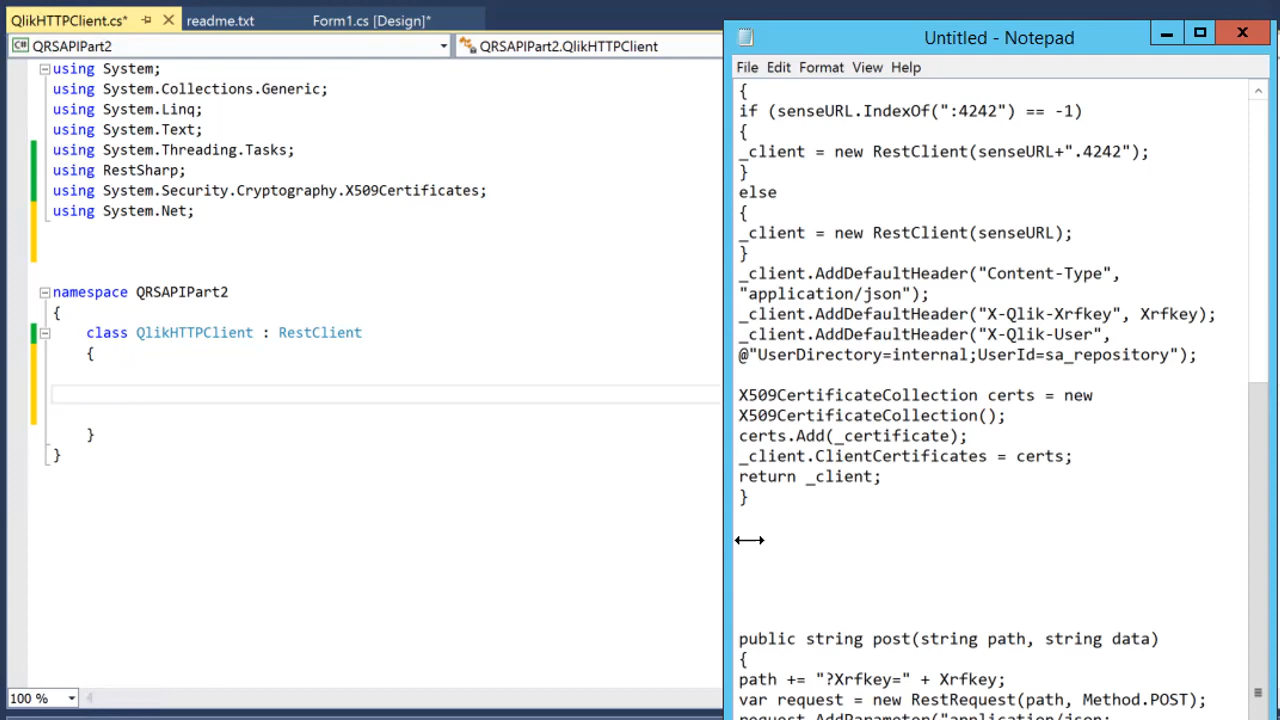 QlikHTTPClient.cs*
readme.txt
Form1.cs [Design]*
QRSAPIPart2
QRSAPIPart2.QlikHTTPClient
using System;
using System.Collections.Generic;
using System.Linq;
using System.Text;
using System.Threading.Tasks;
using RestSharp;
using System.Security.Cryptography.X509Certificates;
using System.Net;
namespace QRSAPIPart2
{
class QlikHTTPClient : RestClient
{
}
}
100 %
Untitled - Notepad
File Edit Format View Help
{
if (senseURL.IndexOf(":4242") == -1)
{
_client = new RestClient(senseURL+".4242");
}
else
{
_client = new RestClient(senseURL);
}
_client.AddDefaultHeader("Content-Type",
"application/json");
_client.AddDefaultHeader("X-Qlik-Xrfkey", Xrfkey);
_client.AddDefaultHeader("X-Qlik-User",
@"UserDirectory=internal;UserId=sa_repository");
X509CertificateCollection certs = new
X509CertificateCollection();
certs.Add(_certificate);
_client.ClientCertificates = certs;
return _client;
}
public string post(string path, string data)
{
path += "?Xrfkey=" + Xrfkey;
var request = new RestRequest(path, Method.POST);
request.AddParameter("application/json;